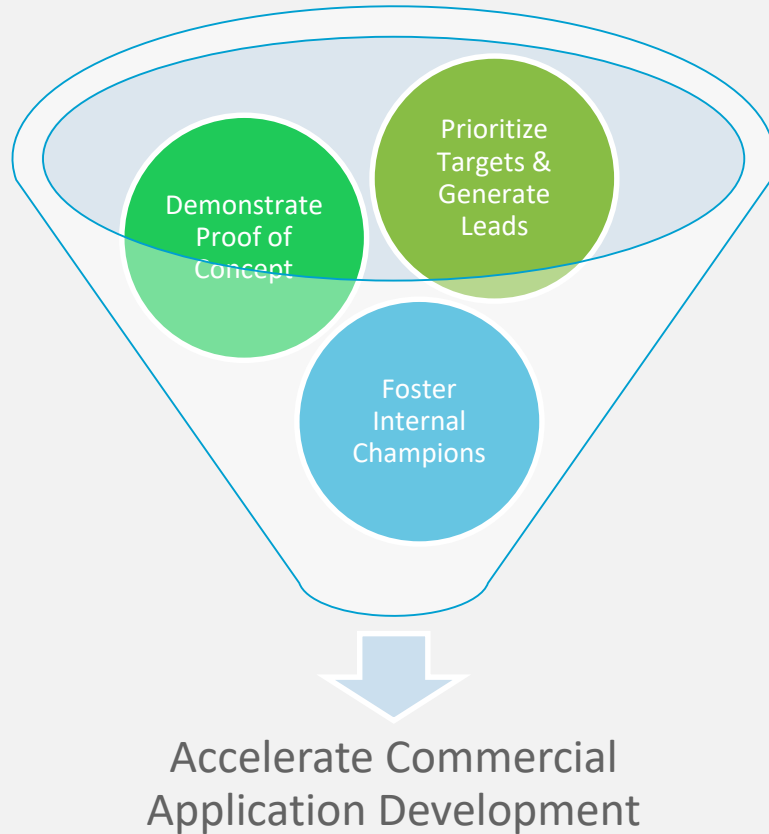 Prioritize
Targets &
Generate
Leads
Demonstrate
Proof of
Concept
Foster
Internal
Champions
Accelerate Commercial
Application Development